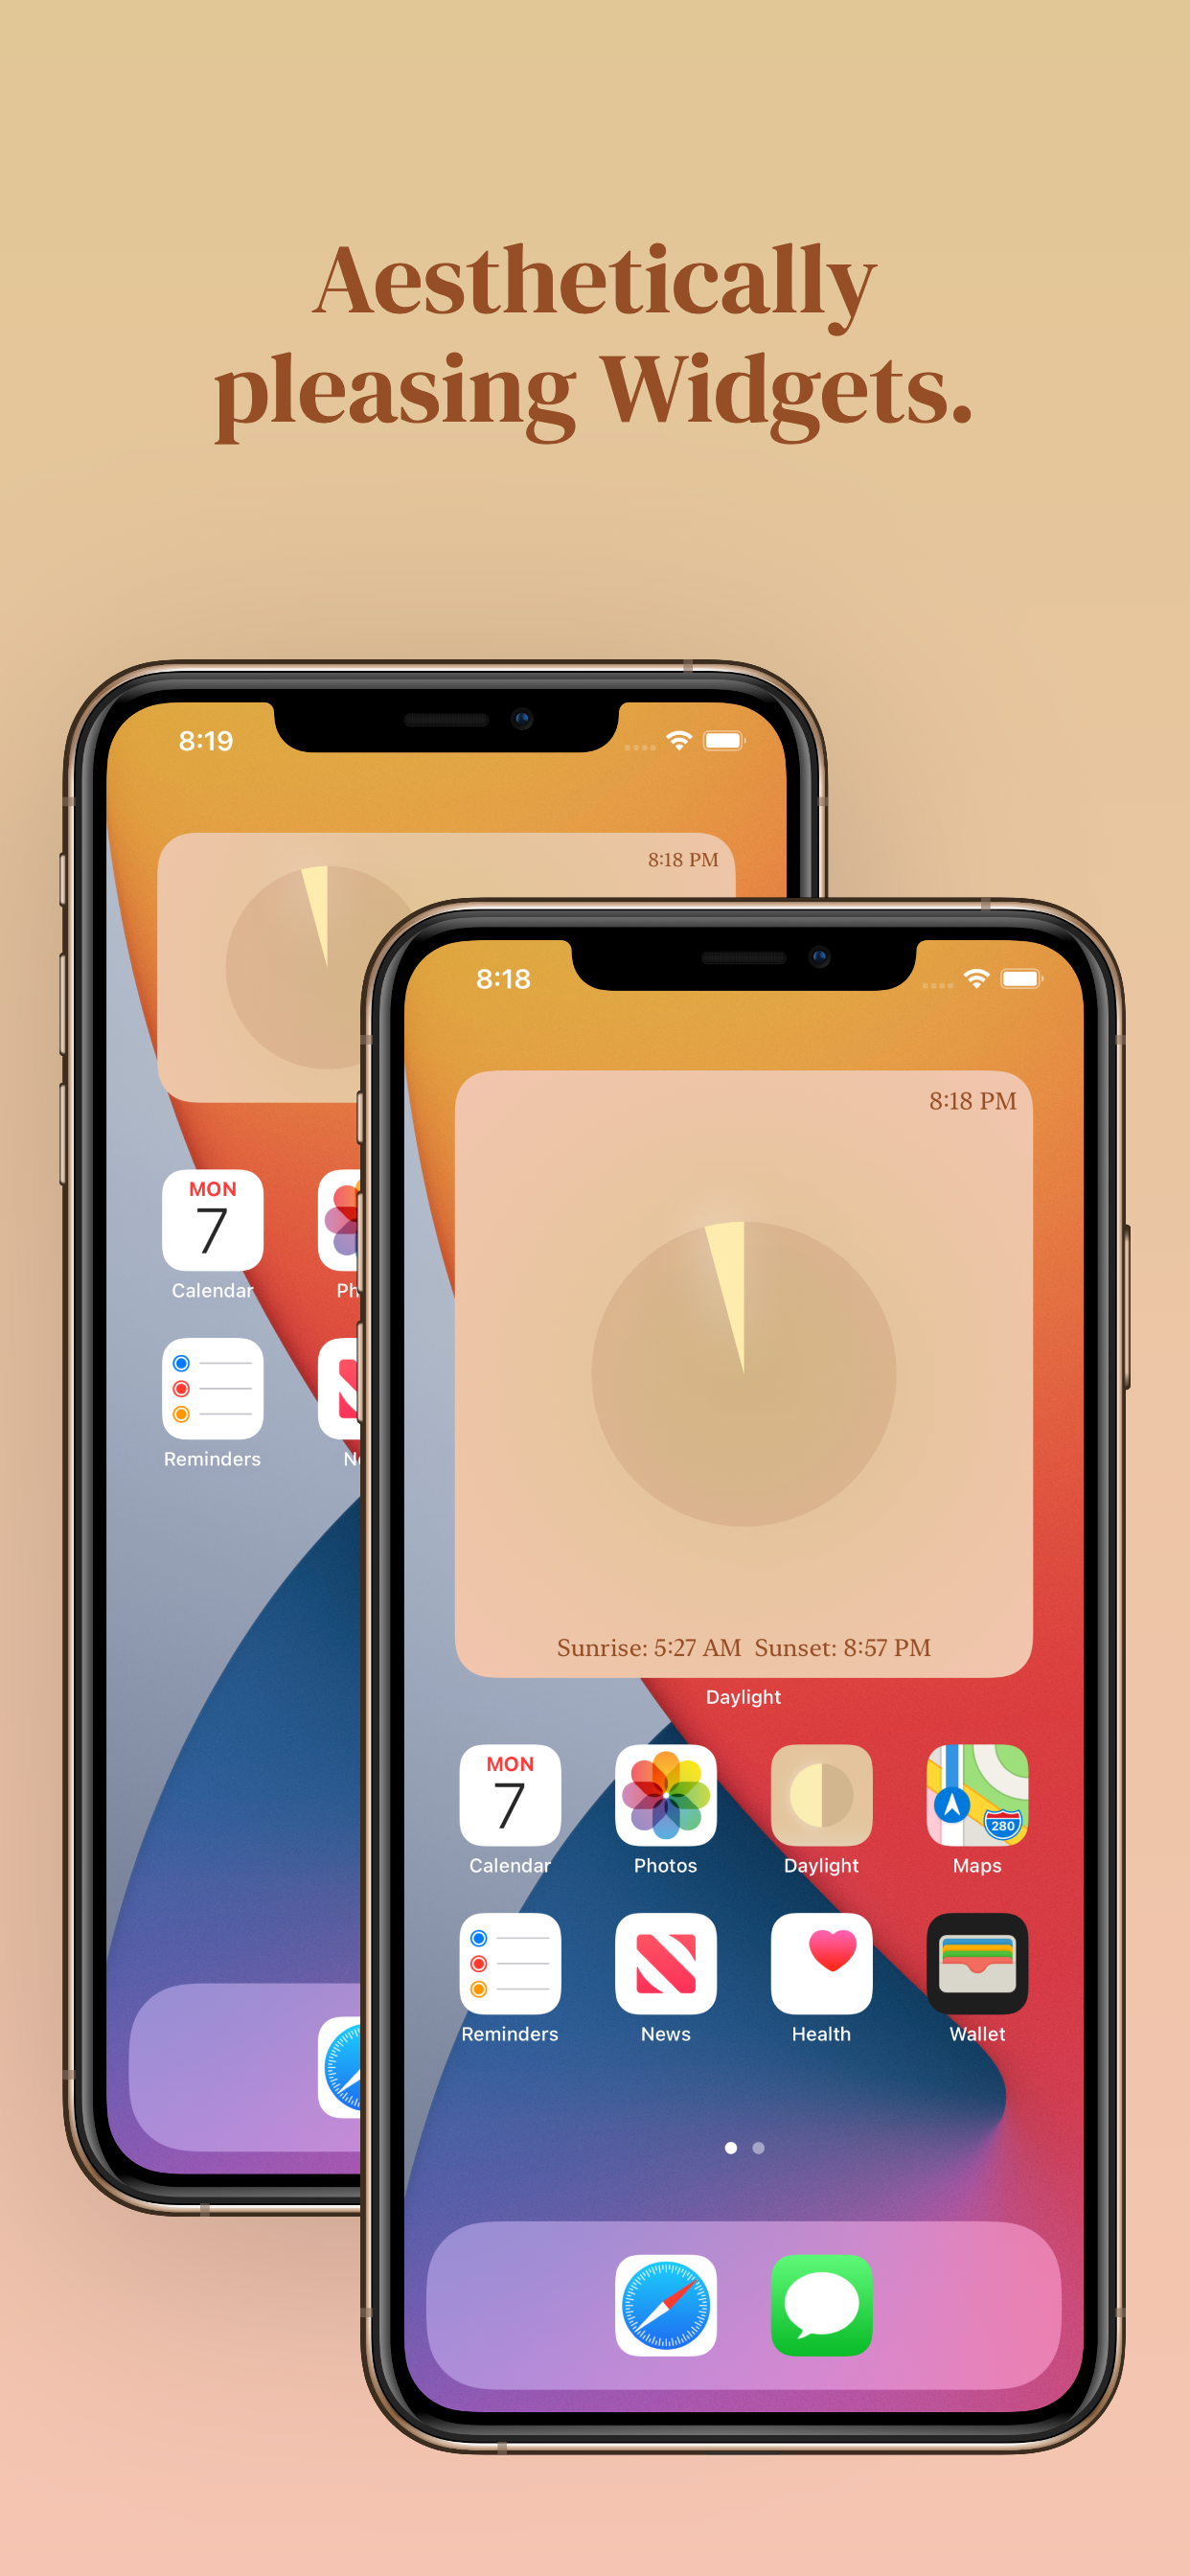 Aesthetically
pleasing Widgets.
8:19
8:18 PM
MON
7
Calendar
Reminders
8:18
8:18 PM
Sunrise: 5:27 AM Sunset: 8:57 PM
Daylight
MON
7
280
Calendar Photos Daylight Maps
Reminders News Health Wallet